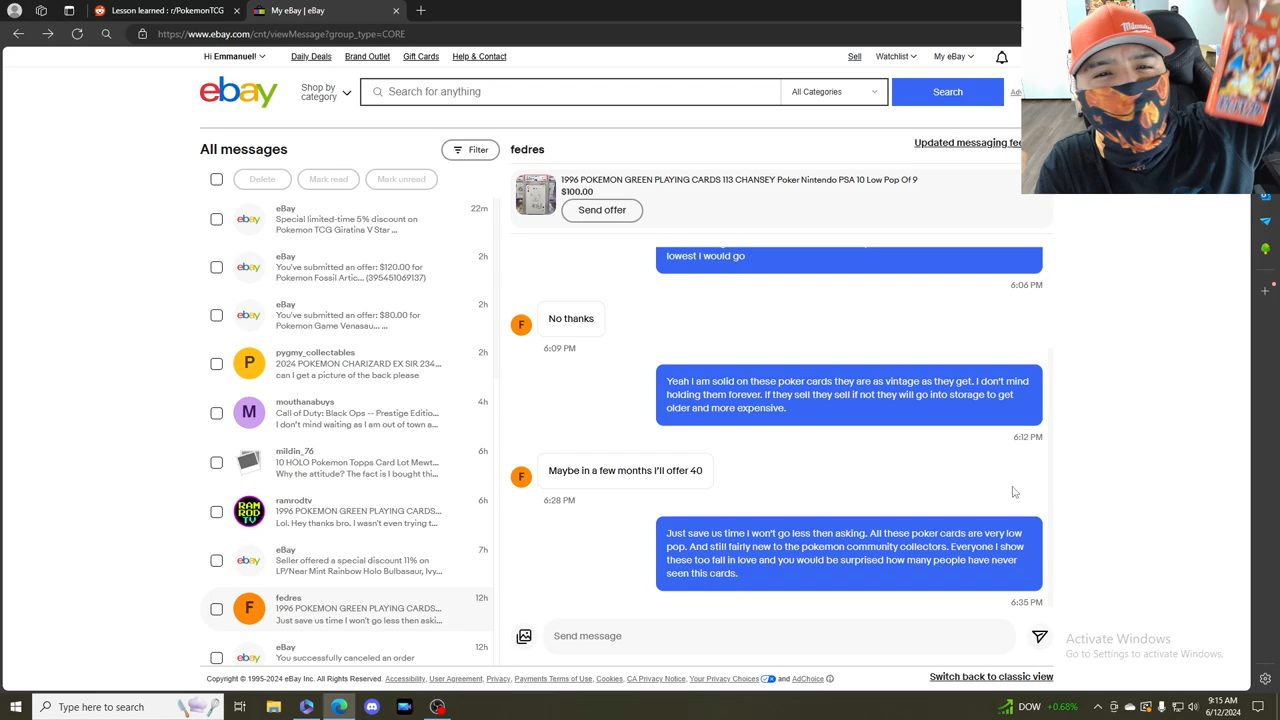 Lesson learned : r/PokemonTCG
My eBay | eBay
https://www.ebay.com/cnt/viewMessage?group_type=CORE
Hi Emmanuel!
Daily Deals
Brand Outlet
Gift Cards
Help & Contact
Sell
Watchlist
My eBay
ebay
Shop by
category
Search for anything
All Categories
Search
All messages
Filter
Delete
Mark read
Mark unread
eBay
22m
Special limited-time 5% discount on
Pokemon TCG Giratina V Star ...
eBay
2h
You've submitted an offer: $120.00 for
Pokemon Fossil Artic... (395451069137)
eBay
2h
You've submitted an offer: $80.00 for
Pokemon Game Venasau... ...
P
pygmy_collectables
2h
2024 POKEMON CHARIZARD EX SIR 234...
can I get a picture of the back please
M
mouthanabuys
4h
Call of Duty: Black Ops -- Prestige Editio...
I don't mind waiting as I am out of town a...
mildin_76
6h
10 HOLO Pokemon Topps Card Lot Mewt...
Why the attitude? The fact is I bought thi...
RAM
ROD
TV
ramrodtv
6h
1996 POKEMON GREEN PLAYING CARDS...
Lol. Hey thanks bro. I wasn't even trying t...
eBay
7h
Seller offered a special discount 11% on
LP/Near Mint Rainbow Holo Bulbasaur, Ivy...
F
fedres
12h
1996 POKEMON GREEN PLAYING CARDS...
Just save us time I won't go less then aski...
eBay
12h
You successfully canceled an order
fedres
Updated messaging fee
1996 POKEMON GREEN PLAYING CARDS 113 CHANSEY Poker Nintendo PSA 10 Low Pop Of 9
$100.00
Send offer
lowest I would go
6:06 PM
F
No thanks
6:09 PM
Yeah I am solid on these poker cards they are as vintage as they get. I don't mind
holding them forever. If they sell they sell if not they will go into storage to get
older and more expensive.
6:12 PM
F
Maybe in a few months I'll offer 40
6:28 PM
Just save us time I won't go less then asking. All these poker cards are very low
pop. And still fairly new to the pokemon community collectors. Everyone I show
these too fall in love and you would be surprised how many people have never
seen this cards.
6:35 PM
Send message
Activate Windows
Go to Settings to activate Windows.
Copyright © 1995-2024 eBay Inc. All Rights Reserved. Accessibility, User Agreement, Privacy, Payments Terms of Use, Cookies, CA Privacy Notice, Your Privacy Choices and AdChoice
Switch back to classic view
Type here to search
DOW +0.68%
9:15 AM
6/12/2024
Milwaukee